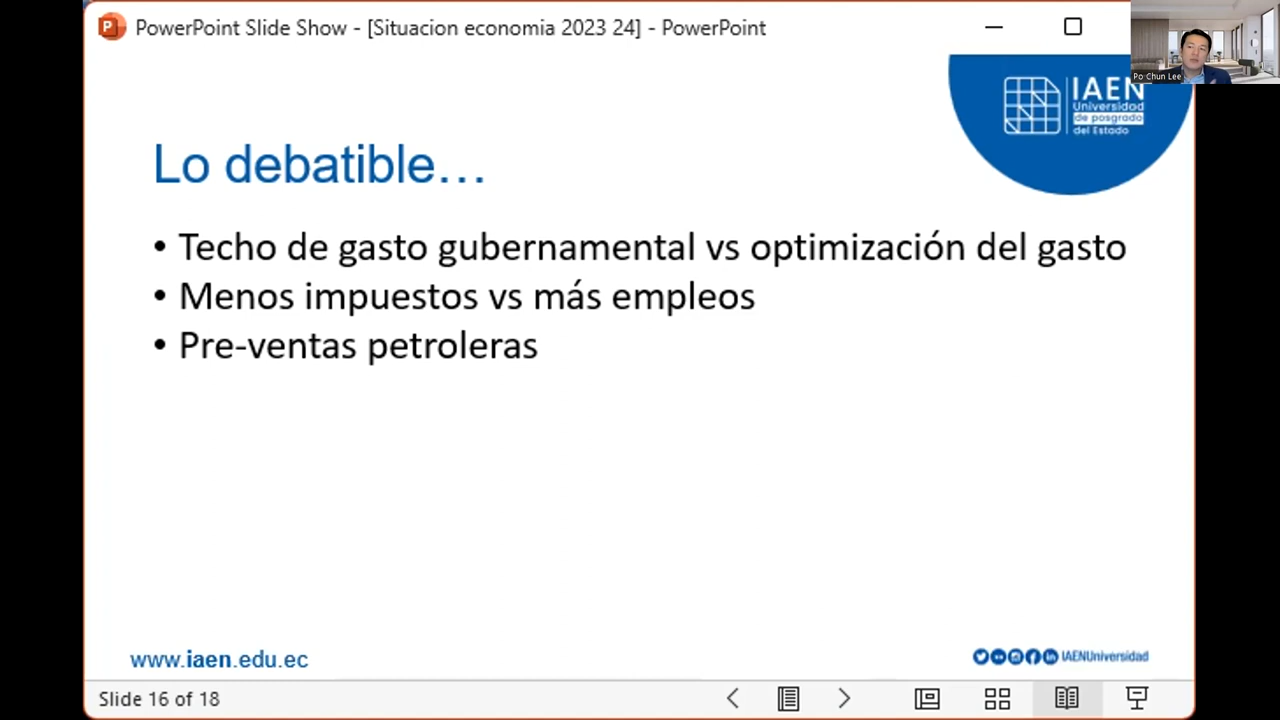 PowerPoint Slide Show - [Situacion economia 2023 24] - PowerPoint
Po Chun Lee
IAEN
Universidad
de posgrado
del Estado
Lo debatible...
• Techo de gasto gubernamental vs optimización del gasto
• Menos impuestos vs más empleos
• Pre-ventas petroleras
www.iaen.edu.ec
IAENUniversidad
Slide 16 of 18